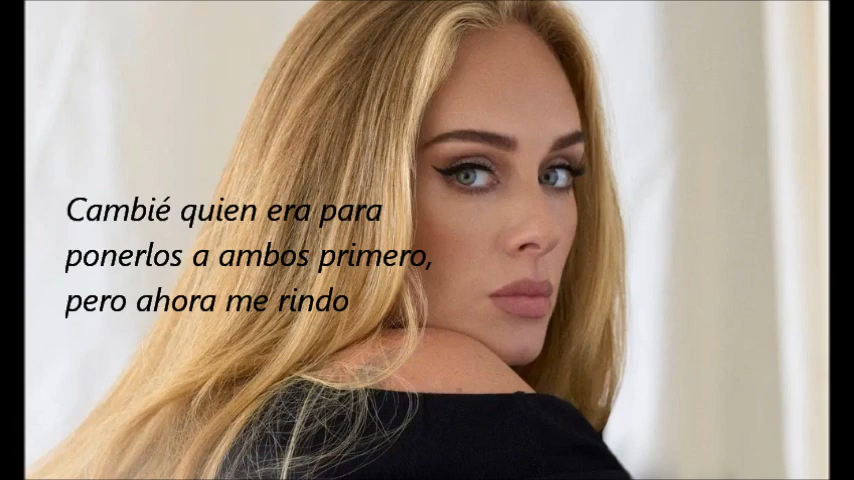 Cambié quien era para
ponerlos a ambos primero,
pero ahora me rindo